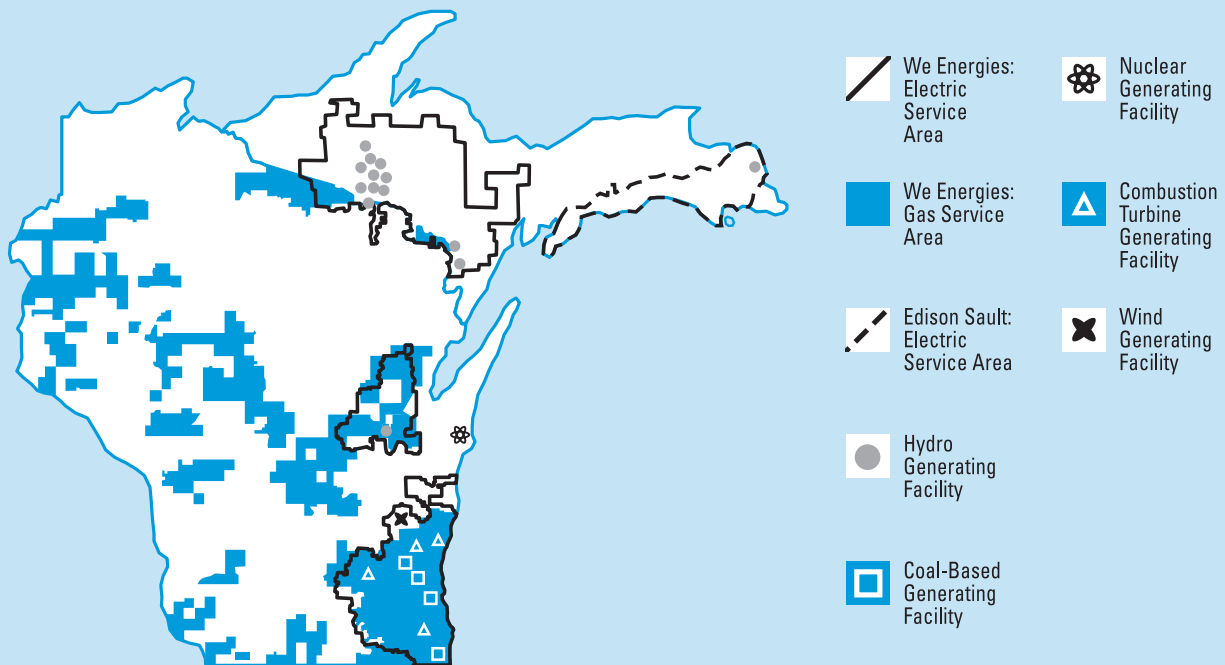 We Energies:
Electric
Service
Area
Nuclear
Generating
Facility
We Energies:
Gas Service
Area
Combustion
Turbine
Generating
Facility
Edison Sault:
Electric
Service Area
Wind
Generating
Facility
Hydro
Generating
Facility
Coal-Based
Generating
Facility